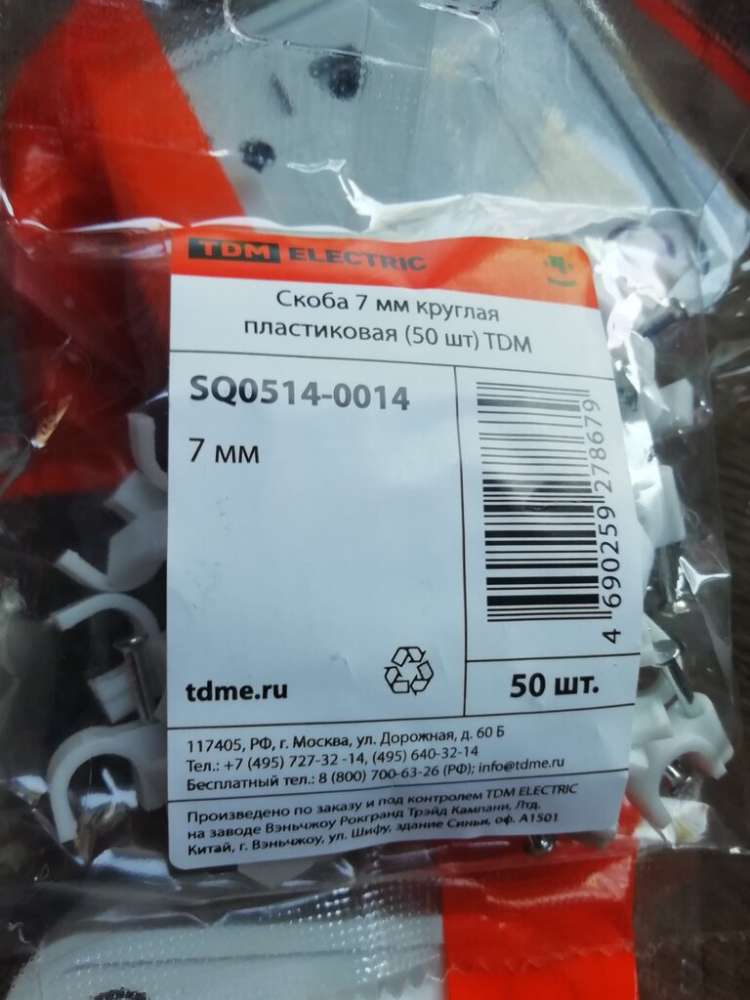 TDM ELECTRIC
Скоба 7 мм круглая
пластиковая (50 шт) TDM
SQ0514-0014
7 мм
4 690259 278679
tdme.ru
50 шт.
117405, РФ, г. Москва, ул. Дорожная, д. 60 Б
Тел.: +7 (495) 727-32 -14, (495) 640-32-14
Бесплатный тел.: 8 (800) 700-63-26 (РФ); info@tdme.ru
Произведено по заказу и под контролем TDM ELECTRIC
на заводе Вэньчжоу Рокгранд Трэйд Кампани, Лтд.
Китай, г. Вэньчжоу, ул. Шифу, здание Синьи, оф. А1501